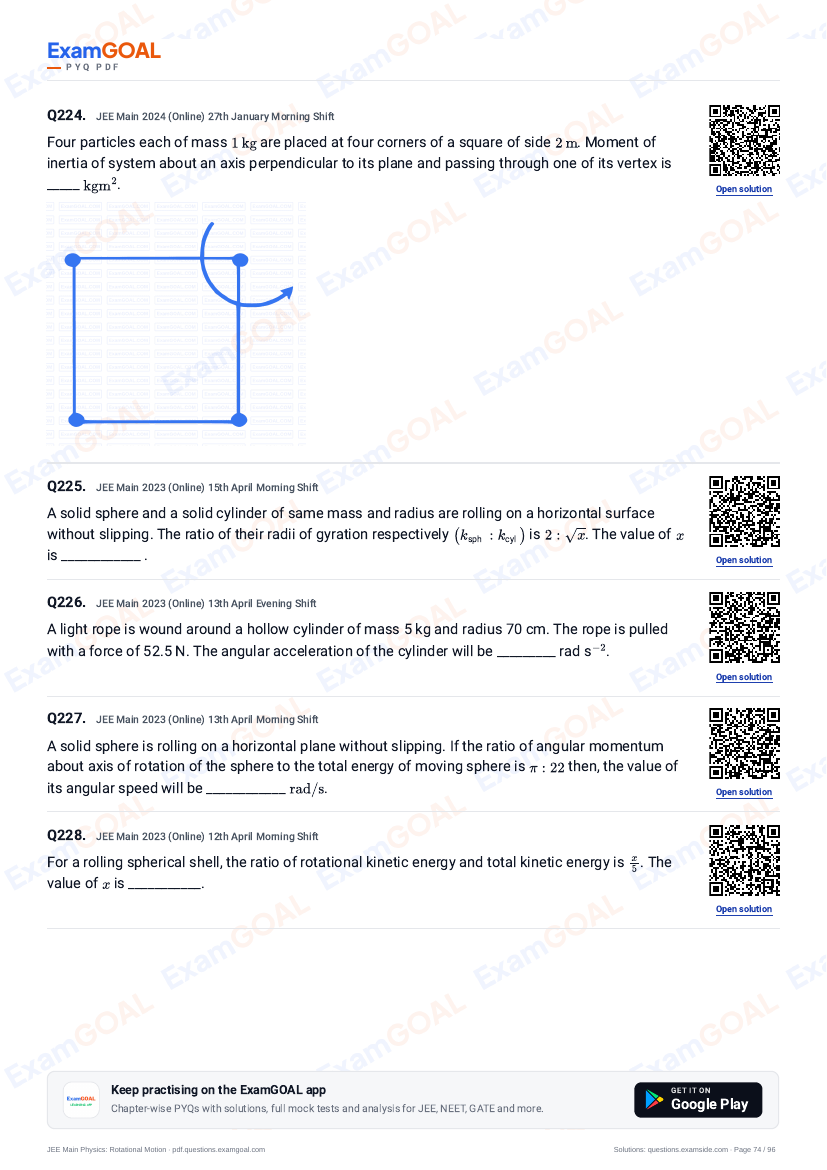 ExamGOAL
PYQ PDF
Q224. JEE Main 2024 (Online) 27th January Morning Shift
Four particles each of mass 1 kg are placed at four corners of a square of side 2 m. Moment of
inertia of system about an axis perpendicular to its plane and passing through one of its vertex is
_____ kgm².
Open solution
Q225. JEE Main 2023 (Online) 15th April Morning Shift
A solid sphere and a solid cylinder of same mass and radius are rolling on a horizontal surface
without slipping. The ratio of their radii of gyration respectively (k_sph : k_cyl) is 2 : √x. The value of x
is ____________ .
Open solution
Q226. JEE Main 2023 (Online) 13th April Evening Shift
A light rope is wound around a hollow cylinder of mass 5 kg and radius 70 cm. The rope is pulled
with a force of 52.5 N. The angular acceleration of the cylinder will be _________ rad s⁻².
Open solution
Q227. JEE Main 2023 (Online) 13th April Morning Shift
A solid sphere is rolling on a horizontal plane without slipping. If the ratio of angular momentum
about axis of rotation of the sphere to the total energy of moving sphere is π : 22 then, the value of
its angular speed will be ____________ rad/s.
Open solution
Q228. JEE Main 2023 (Online) 12th April Morning Shift
For a rolling spherical shell, the ratio of rotational kinetic energy and total kinetic energy is x/5. The
value of x is ___________.
Open solution
Keep practising on the ExamGOAL app
Chapter-wise PYQs with solutions, full mock tests and analysis for JEE, NEET, GATE and more.
GET IT ON
Google Play
JEE Main Physics: Rotational Motion · pdf.questions.examgoal.com
Solutions: questions.examside.com · Page 74 / 96